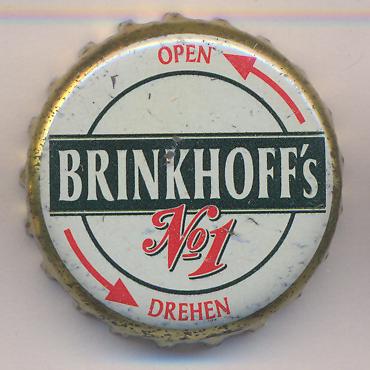 OPEN
BRINKHOFF's
No1
DREHEN